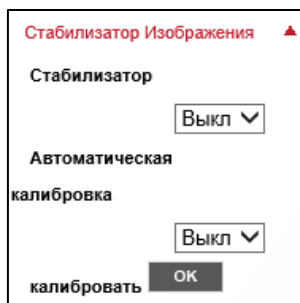 Стабилизатор Изображения
Стабилизатор
Выкл
Автоматическая
калибровка
Выкл
калибровать OK